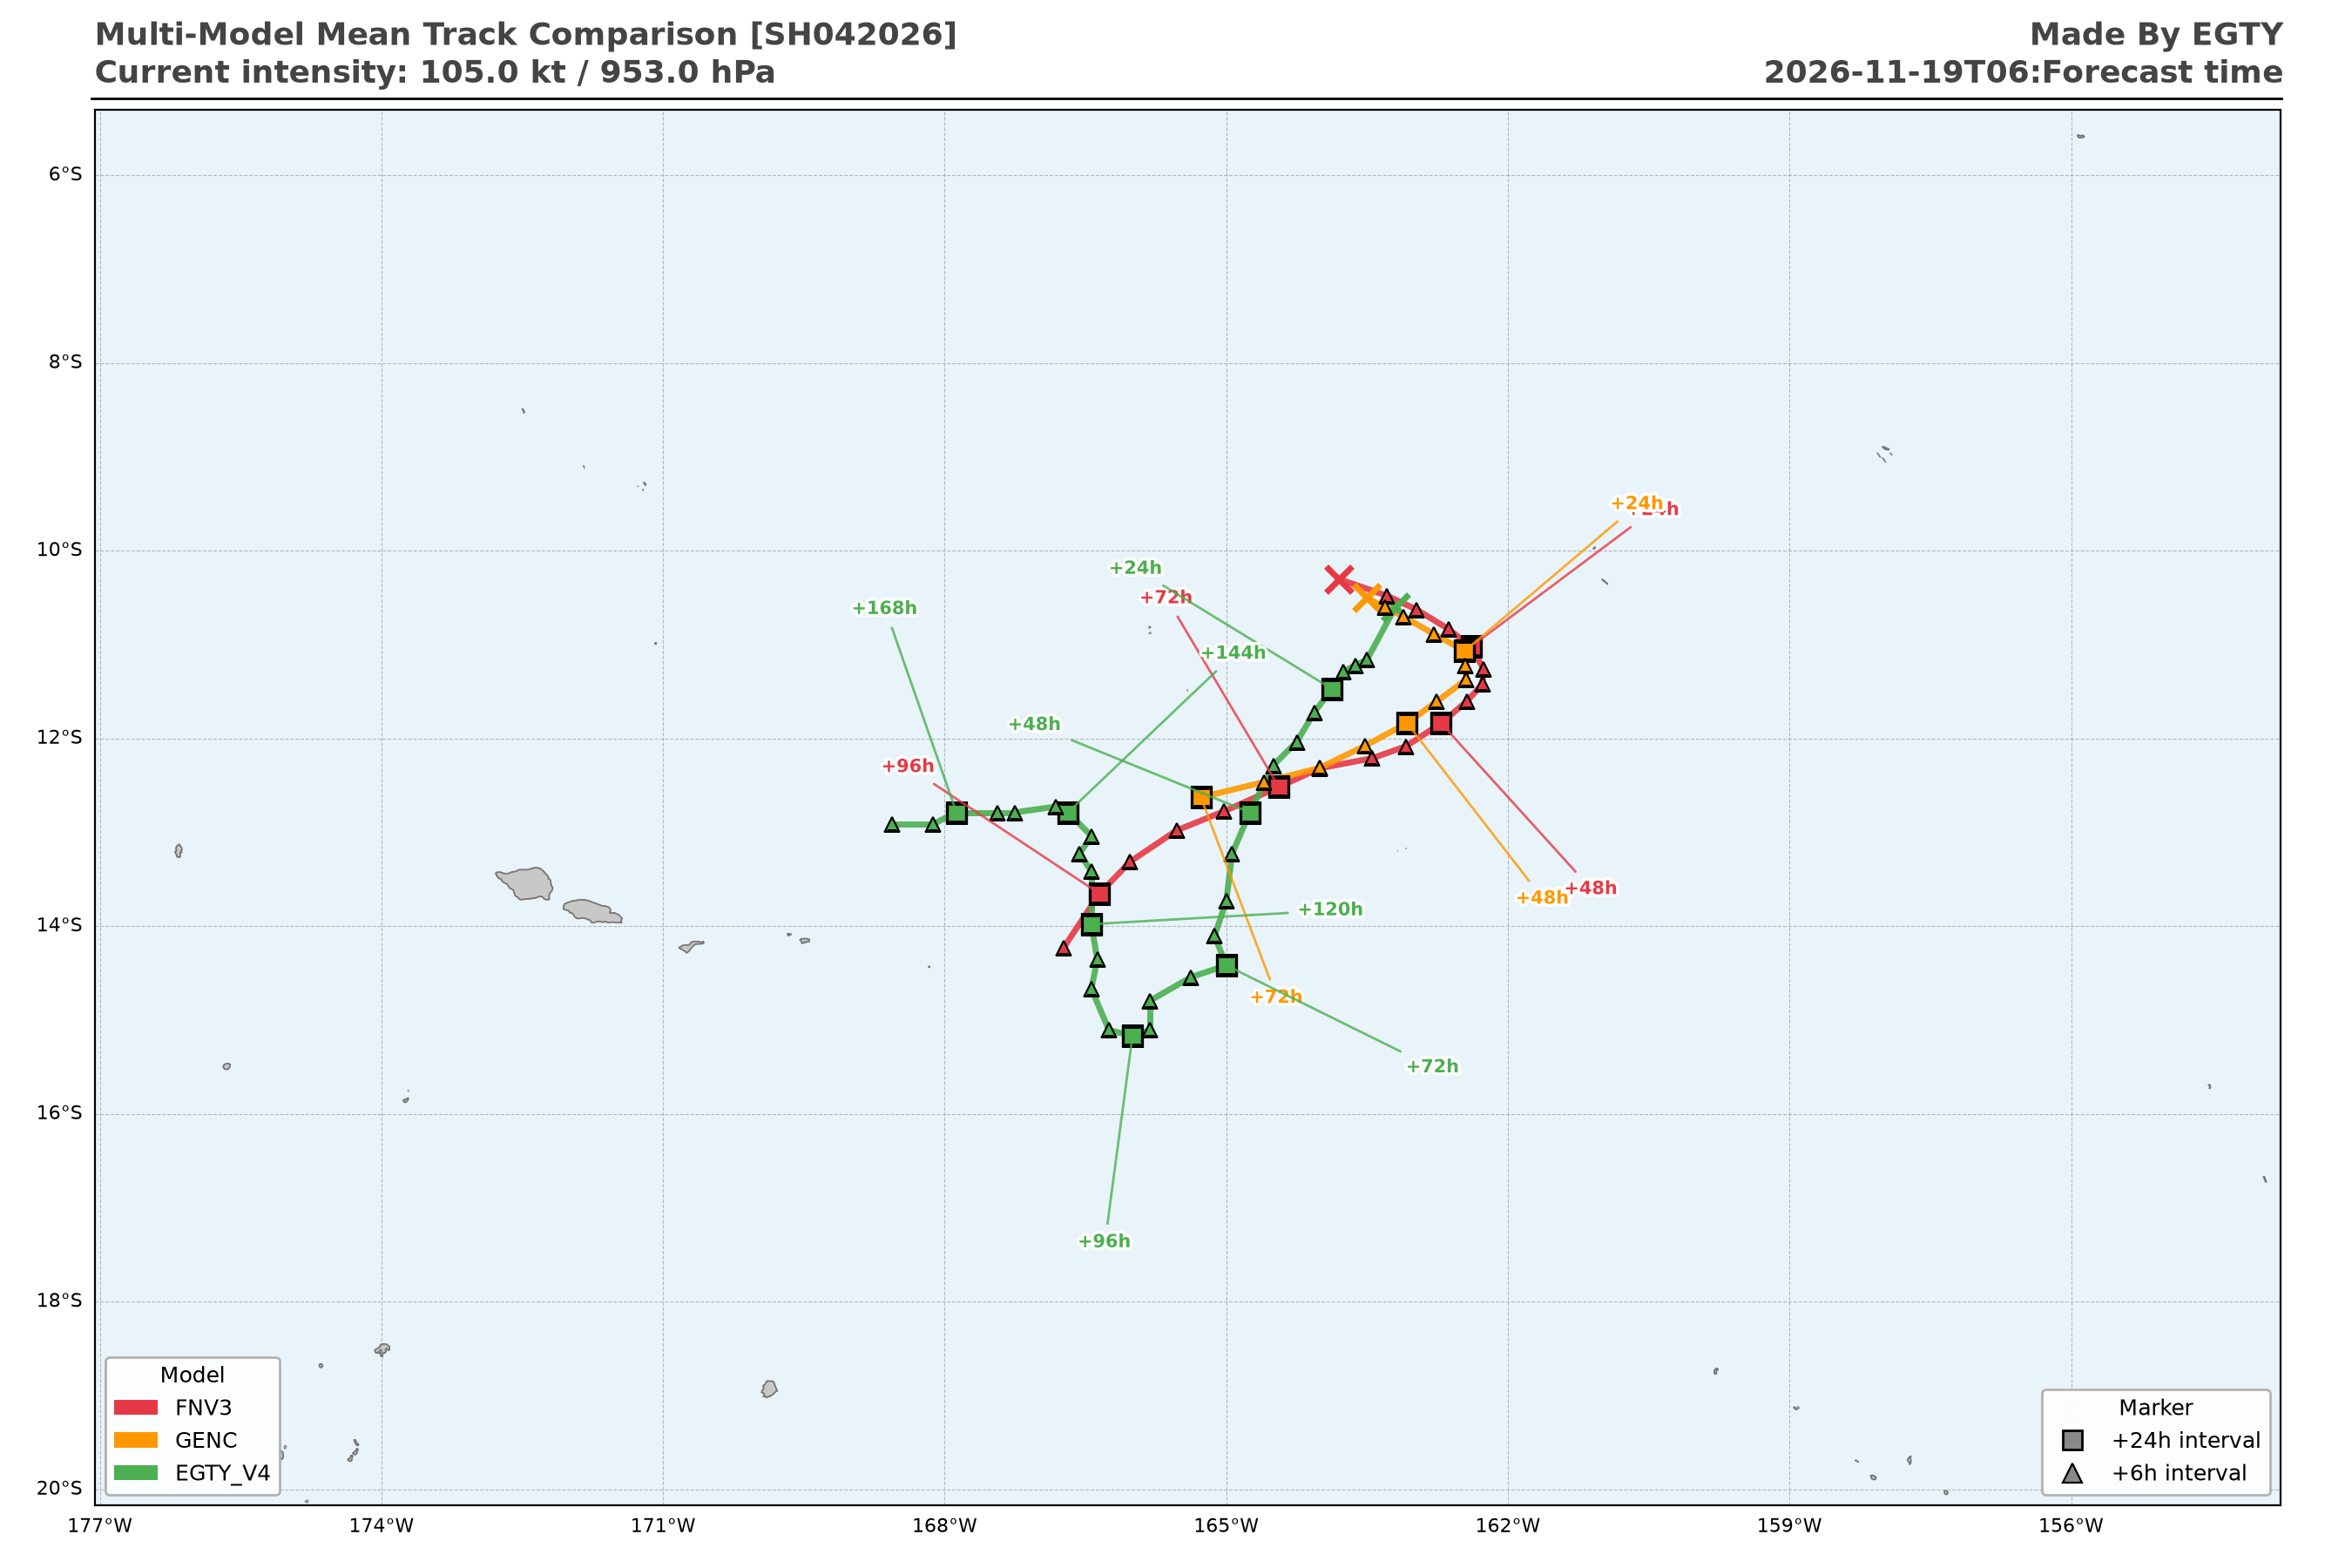 Multi-Model Mean Track Comparison [SH042026]
Current intensity: 105.0 kt / 953.0 hPa
Made By EGTY
2026-11-19T06:Forecast time
6°S
8°S
10°S
12°S
14°S
16°S
18°S
20°S
177°W
174°W
171°W
168°W
165°W
162°W
159°W
156°W
+24h
+24h
+24h
+72h
+168h
+144h
+48h
+96h
+48h
+48h
+120h
+72h
+72h
+96h
Model
FNV3
GENC
EGTY_V4
Marker
+24h interval
+6h interval